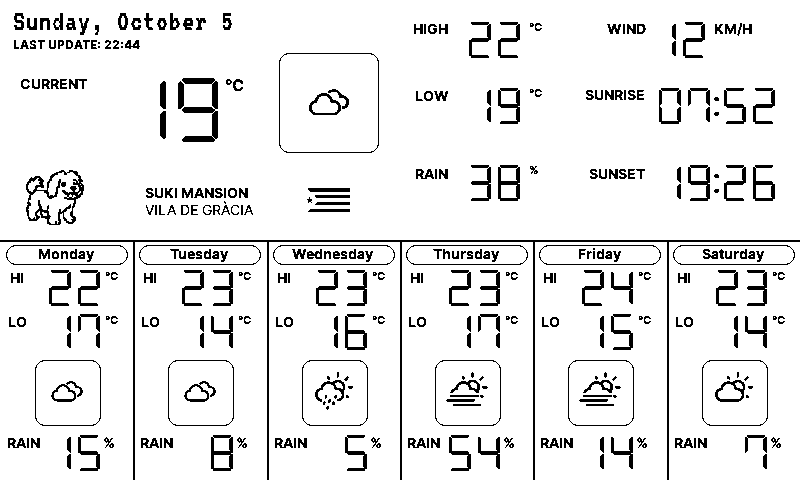 Sunday, October 5
LAST UPDATE: 22:44
CURRENT 19 °C
HIGH 22 °C
WIND 12 KM/H
LOW 19 °C
SUNRISE 07:52
RAIN 38 %
SUNSET 19:26
SUKI MANSION
VILA DE GRÀCIA
Monday
HI 22 °C
LO 17 °C
RAIN 15 %
Tuesday
HI 23 °C
LO 14 °C
RAIN 8 %
Wednesday
HI 23 °C
LO 16 °C
RAIN 5 %
Thursday
HI 23 °C
LO 17 °C
RAIN 54 %
Friday
HI 24 °C
LO 15 °C
RAIN 14 %
Saturday
HI 23 °C
LO 14 °C
RAIN 7 %